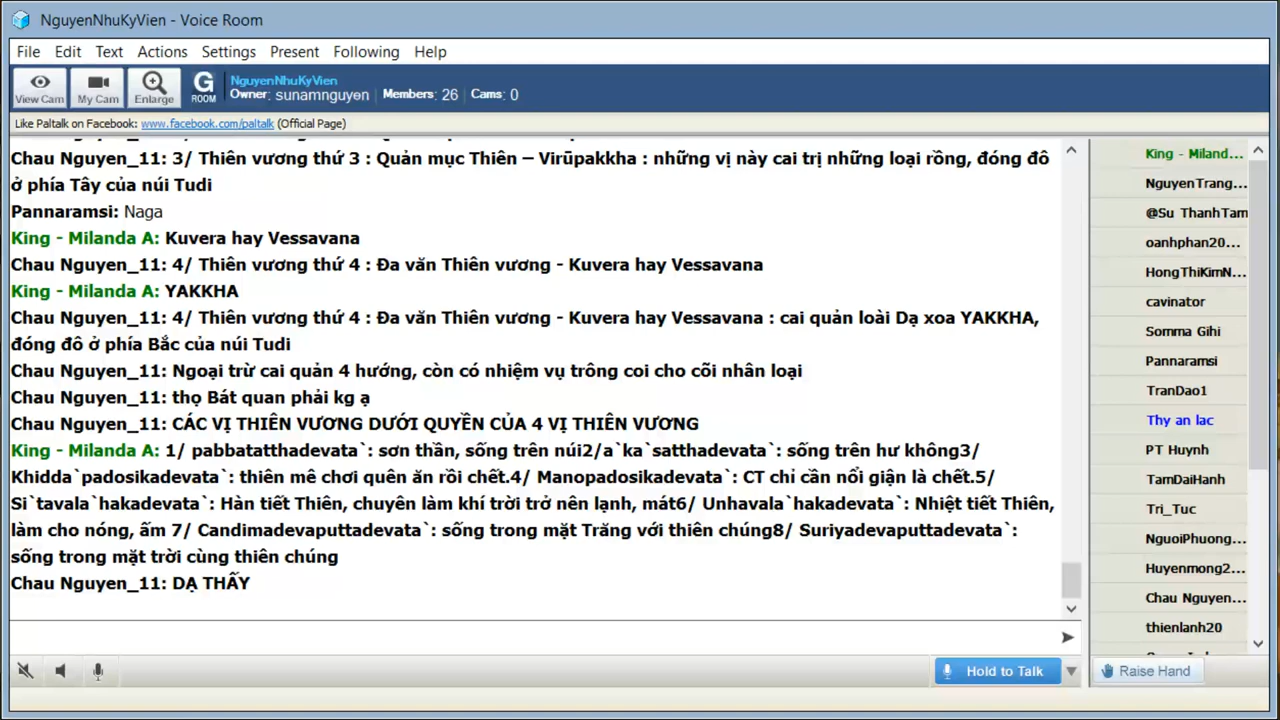 NguyenNhuKyVien - Voice Room
File Edit Text Actions Settings Present Following Help
View Cam My Cam Enlarge G ROOM
NguyenNhuKyVien
Owner: sunamnguyen Members: 26 Cams: 0
Like Paltalk on Facebook: www.facebook.com/paltalk (Official Page)
Chau Nguyen_11: 3/ Thiên vương thứ 3 : Quản mục Thiên – Virūpakkha : những vị này cai trị những loại rồng, đóng đô
ở phía Tây của núi Tudi
Pannaramsi: Naga
King - Milanda A: Kuvera hay Vessavana
Chau Nguyen_11: 4/ Thiên vương thứ 4 : Đa văn Thiên vương - Kuvera hay Vessavana
King - Milanda A: YAKKHA
Chau Nguyen_11: 4/ Thiên vương thứ 4 : Đa văn Thiên vương - Kuvera hay Vessavana : cai quản loài Dạ xoa YAKKHA,
đóng đô ở phía Bắc của núi Tudi
Chau Nguyen_11: Ngoại trừ cai quản 4 hướng, còn có nhiệm vụ trông coi cho cõi nhân loại
Chau Nguyen_11: thọ Bát quan phải kg ạ
Chau Nguyen_11: CÁC VỊ THIÊN VƯƠNG DƯỚI QUYỀN CỦA 4 VỊ THIÊN VƯƠNG
King - Milanda A: 1/ pabbatatthadevata`: sơn thần, sống trên núi2/a`ka`satthadevata`: sống trên hư không3/
Khidda`padosikadevata`: thiên mê chơi quên ăn rồi chết.4/ Manopadosikadevata`: CT chỉ cần nổi giận là chết.5/
Si`tavala`hakadevata`: Hàn tiết Thiên, chuyên làm khí trời trở nên lạnh, mát6/ Unhavala`hakadevata`: Nhiệt tiết Thiên,
làm cho nóng, ấm 7/ Candimadevaputtadevata`: sống trong mặt Trăng với thiên chúng8/ Suriyadevaputtadevata`:
sống trong mặt trời cùng thiên chúng
Chau Nguyen_11: DẠ THẤY
King - Miland...
NguyenTrang...
@Su ThanhTam
oanhphan20...
HongThiKimN...
cavinator
Somma Gihi
Pannaramsi
TranDao1
Thy an lac
PT Huynh
TamDaiHanh
Tri_Tuc
NguoiPhuong...
Huyenmong2...
Chau Nguyen...
thienlanh20
Hold to Talk
Raise Hand